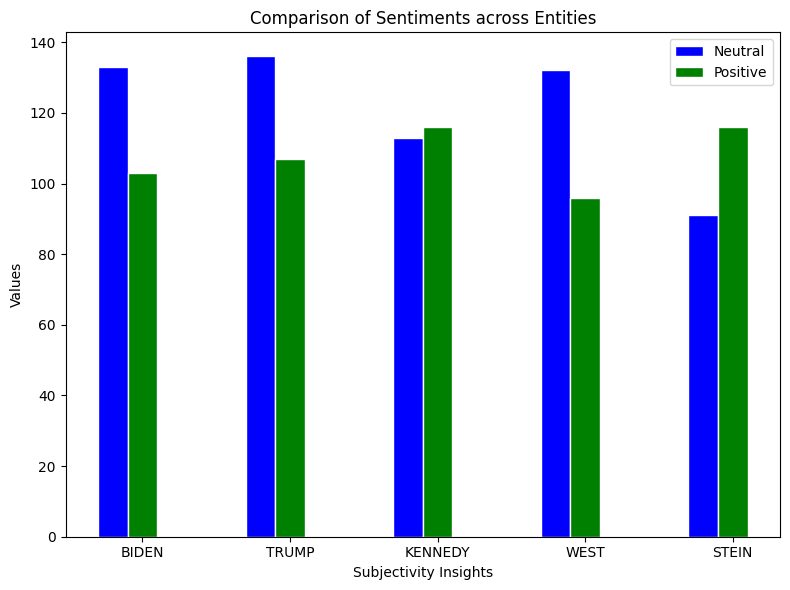 Comparison of Sentiments across Entities
Neutral
Positive
140
120
100
80
60
40
20
0
Values
BIDEN TRUMP KENNEDY WEST STEIN
Subjectivity Insights